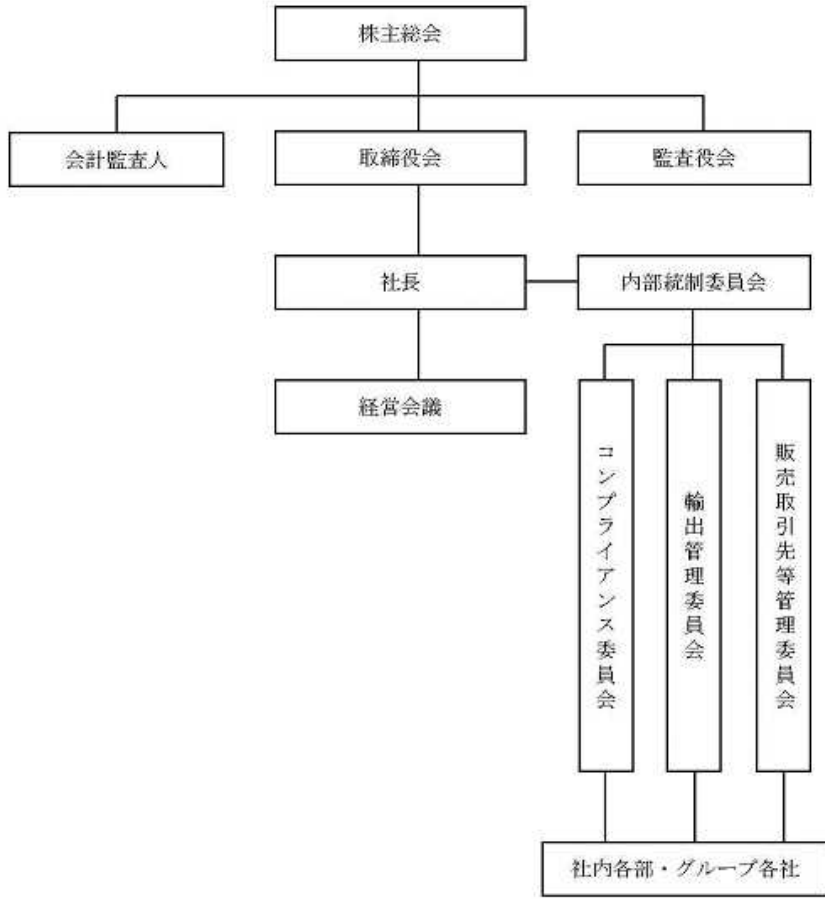 株主総会
会計監査人
取締役会
監査役会
社長
内部統制委員会
経営会議
コンプライアンス委員会
輸出管理委員会
販売取引先等管理委員会
社内各部・グループ各社